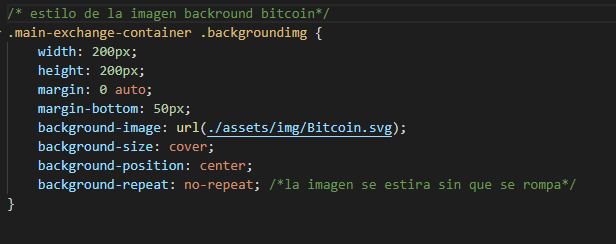 /* estilo de la imagen backround bitcoin*/
.main-exchange-container .backgroundimg {
width: 200px;
height: 200px;
margin: 0 auto;
margin-bottom: 50px;
background-image: url(./assets/img/Bitcoin.svg);
background-size: cover;
background-position: center;
background-repeat: no-repeat; /*la imagen se estira sin que se rompa*/
}